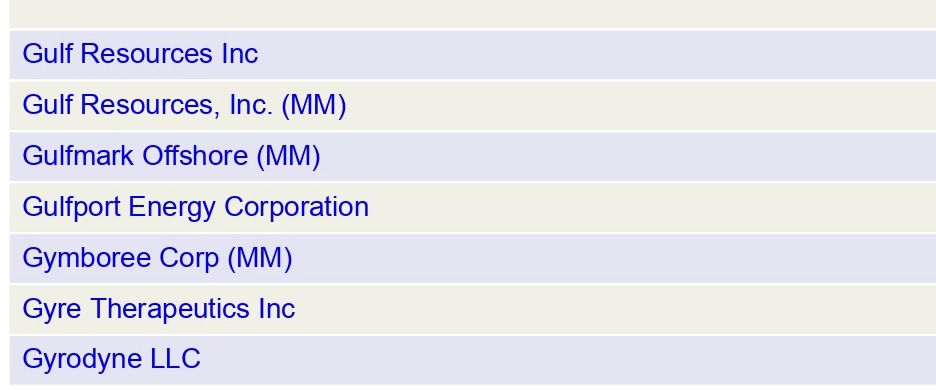 Gulf Resources Inc
Gulf Resources, Inc. (MM)
Gulfmark Offshore (MM)
Gulfport Energy Corporation
Gymboree Corp (MM)
Gyre Therapeutics Inc
Gyrodyne LLC